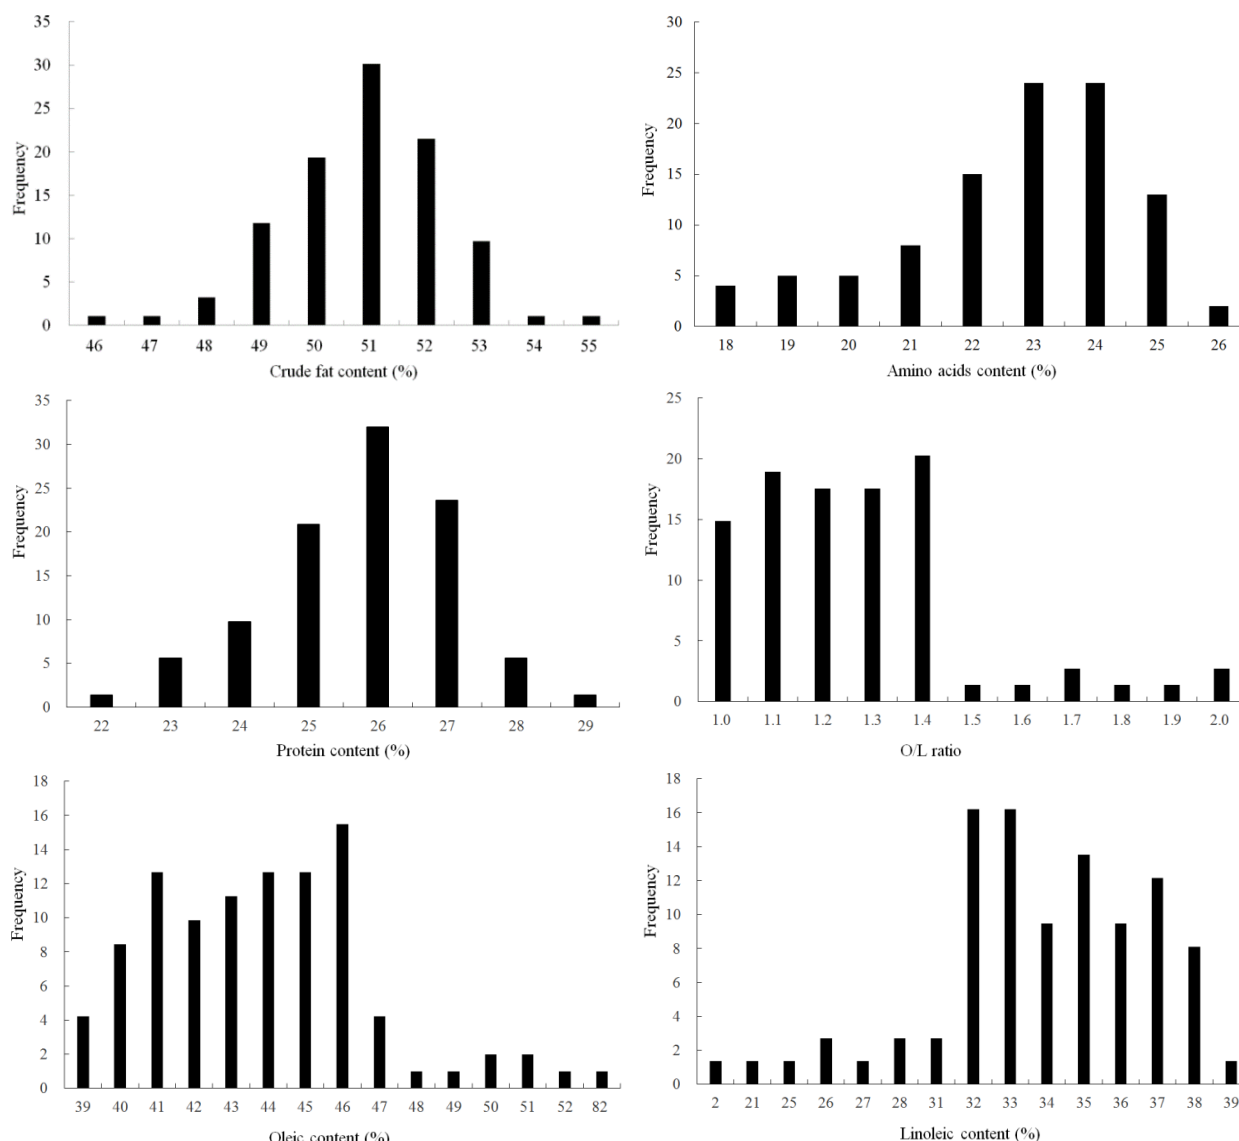 35
30
25
20
15
10
5
0
Frequency
46 47 48 49 50 51 52 53 54 55
Crude fat content (%)
30
25
20
15
10
5
0
Frequency
18 19 20 21 22 23 24 25 26
Amino acids content (%)
35
30
25
20
15
10
5
0
Frequency
22 23 24 25 26 27 28 29
Protein content (%)
25
20
15
10
5
0
Frequency
1.0 1.1 1.2 1.3 1.4 1.5 1.6 1.7 1.8 1.9 2.0
O/L ratio
18
16
14
12
10
8
6
4
2
0
Frequency
39 40 41 42 43 44 45 46 47 48 49 50 51 52 82
Oleic content (%)
18
16
14
12
10
8
6
4
2
0
Frequency
2 21 25 26 27 28 31 32 33 34 35 36 37 38 39
Linoleic content (%)